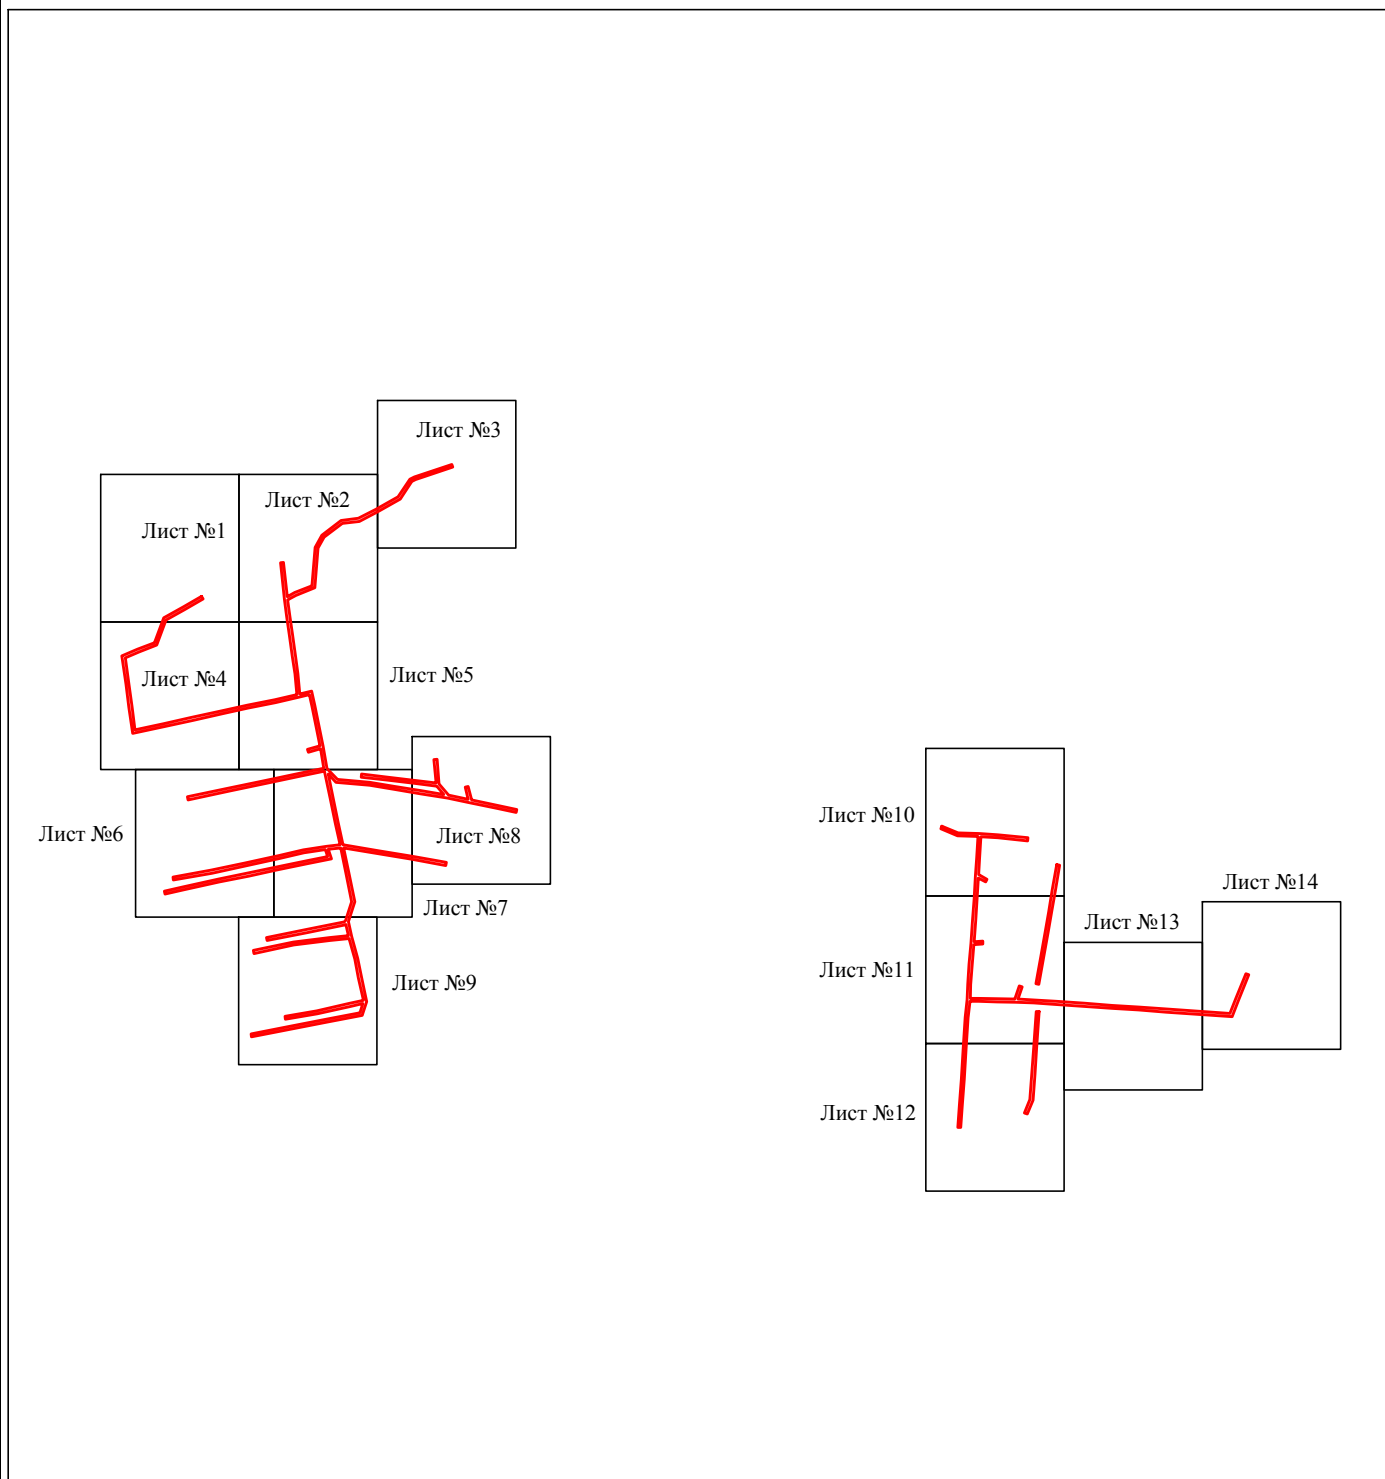 Лист №3
Лист №2
Лист №1
Лист №4
Лист №5
Лист №6
Лист №8
Лист №7
Лист №9
Лист №10
Лист №14
Лист №13
Лист №11
Лист №12